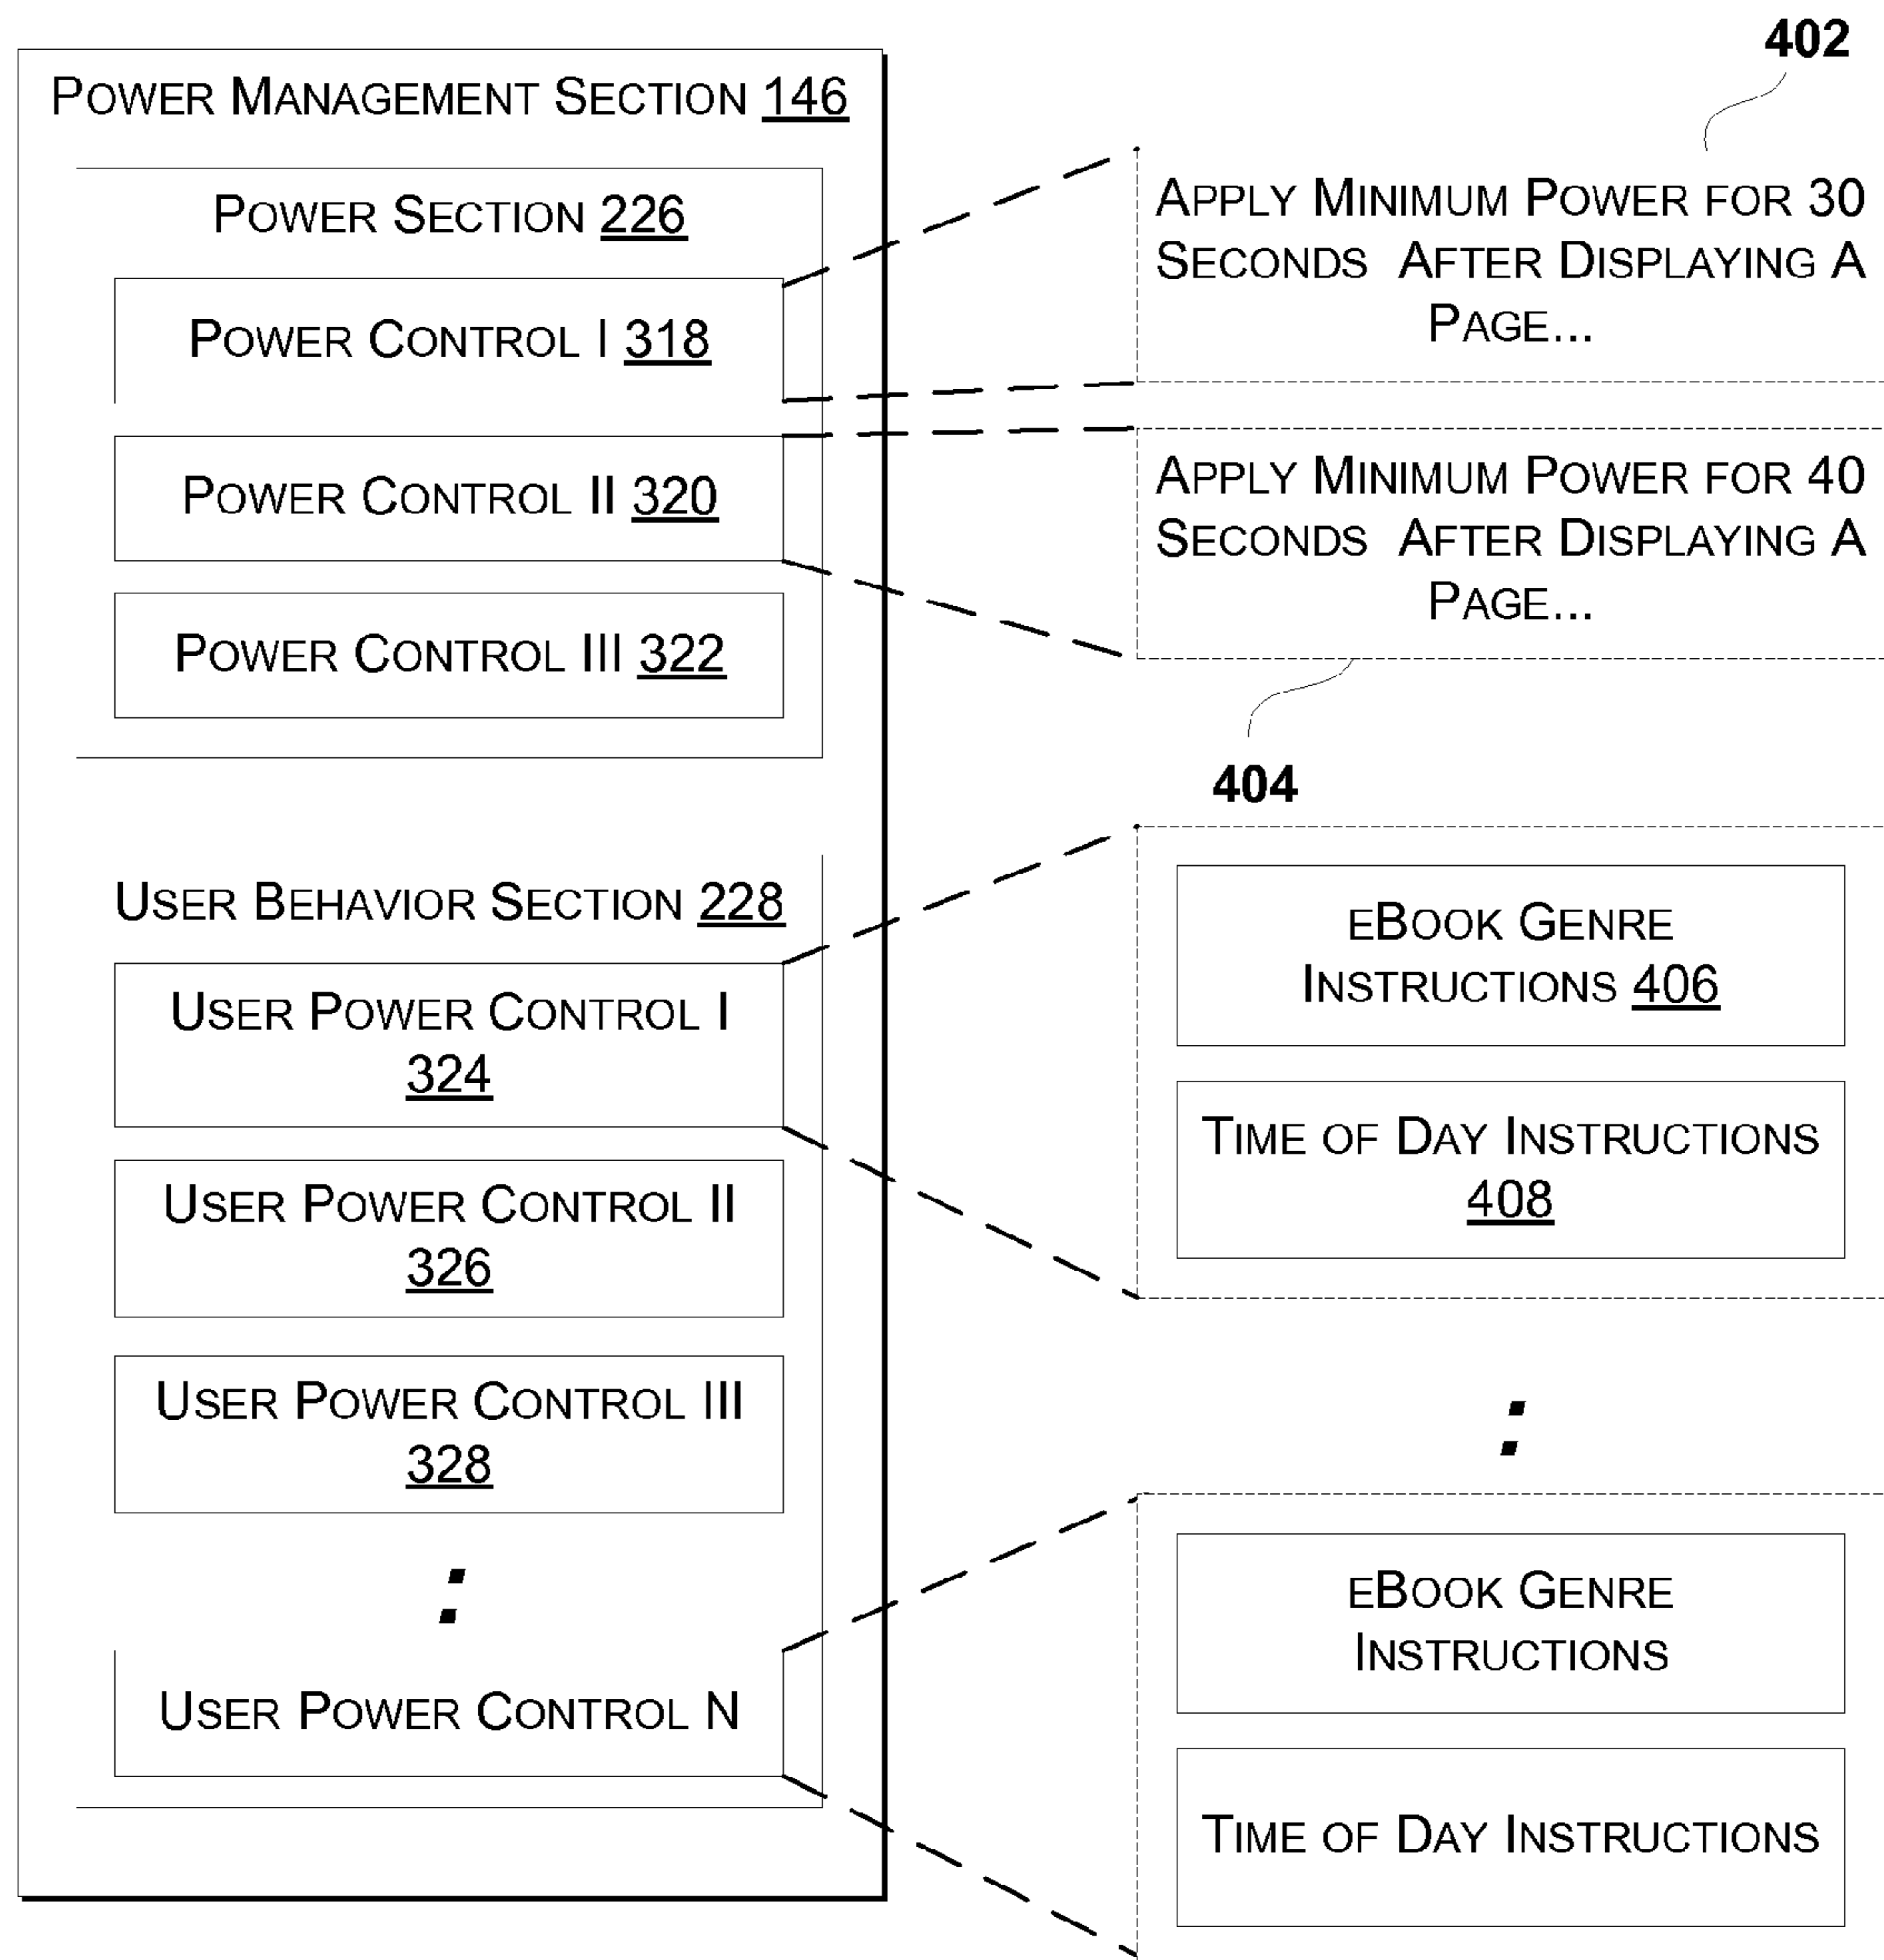 POWER MANAGEMENT SECTION 146
POWER SECTION 226
POWER CONTROL I 318
POWER CONTROL II 320
POWER CONTROL III 322
USER BEHAVIOR SECTION 228
USER POWER CONTROL I
324
USER POWER CONTROL II
326
USER POWER CONTROL III
328
:
USER POWER CONTROL N
402
APPLY MINIMUM POWER FOR 30
SECONDS AFTER DISPLAYING A
PAGE...
APPLY MINIMUM POWER FOR 40
SECONDS AFTER DISPLAYING A
PAGE...
404
EBOOK GENRE
INSTRUCTIONS 406
TIME OF DAY INSTRUCTIONS
408
:
EBOOK GENRE
INSTRUCTIONS
TIME OF DAY INSTRUCTIONS